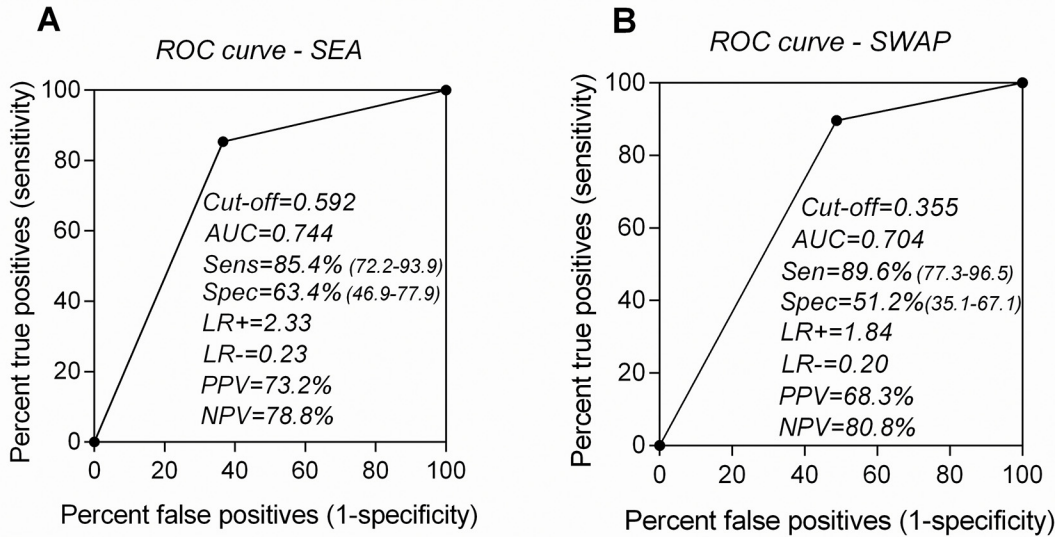 A
ROC curve - SEA
Percent true positives (sensitivity)
100
80
60
40
20
0
Cut-off=0.592
AUC=0.744
Sens=85.4% (72.2-93.9)
Spec=63.4% (46.9-77.9)
LR+=2.33
LR-=0.23
PPV=73.2%
NPV=78.8%
0 20 40 60 80 100
Percent false positives (1-specificity)
B
ROC curve - SWAP
Percent true positives (sensitivity)
100
80
60
40
20
0
Cut-off=0.355
AUC=0.704
Sen=89.6% (77.3-96.5)
Spec=51.2%(35.1-67.1)
LR+=1.84
LR-=0.20
PPV=68.3%
NPV=80.8%
0 20 40 60 80 100
Percent false positives (1-specificity)